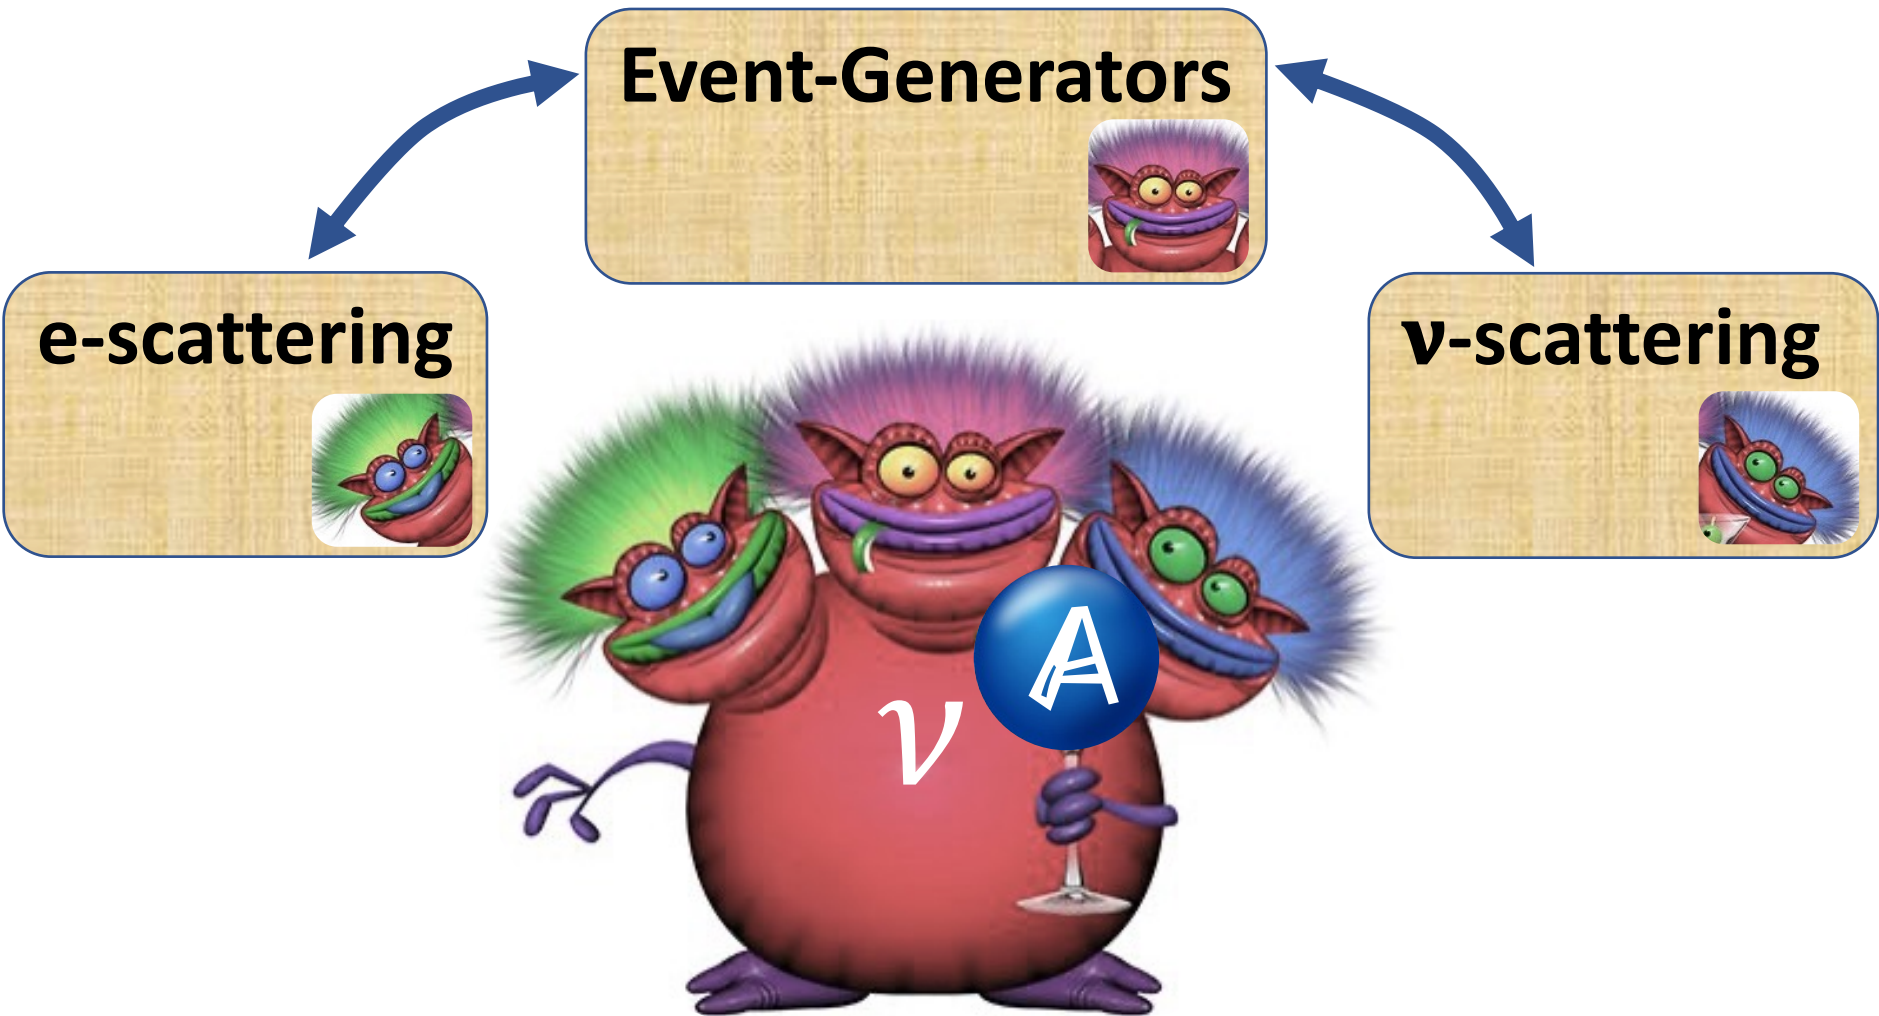 Event-Generators
e-scattering
ν-scattering
ν
A